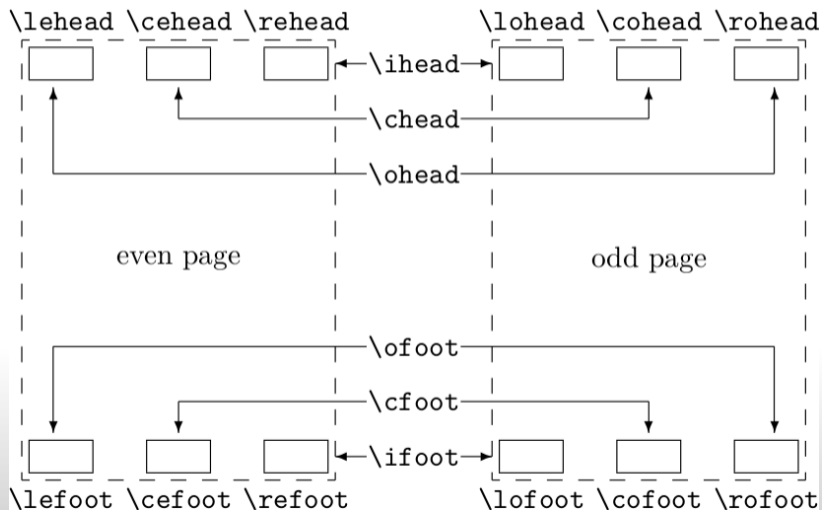 \lehead \cehead \rehead \lohead \cohead \rohead
\ihead
\chead
\ohead
even page odd page
\ofoot
\cfoot
\ifoot
\lefoot \cefoot \refoot \lofoot \cofoot \rofoot